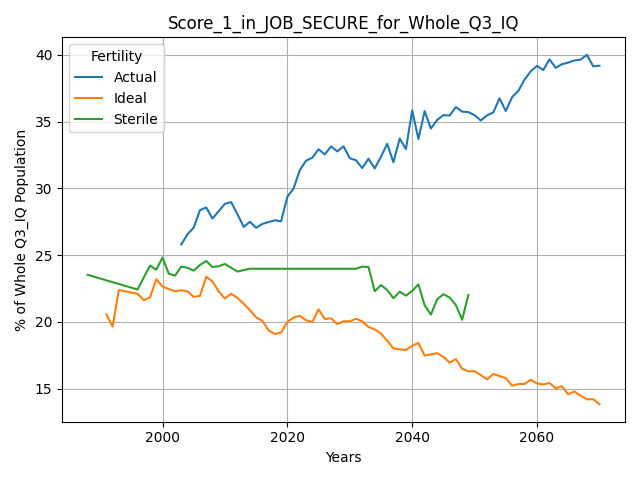 Score_1_in_JOB_SECURE_for_Whole_Q3_IQ
% of Whole Q3_IQ Population
40
35
30
25
20
15
Fertility
Actual
Ideal
Sterile
2000
2020
2040
2060
Years